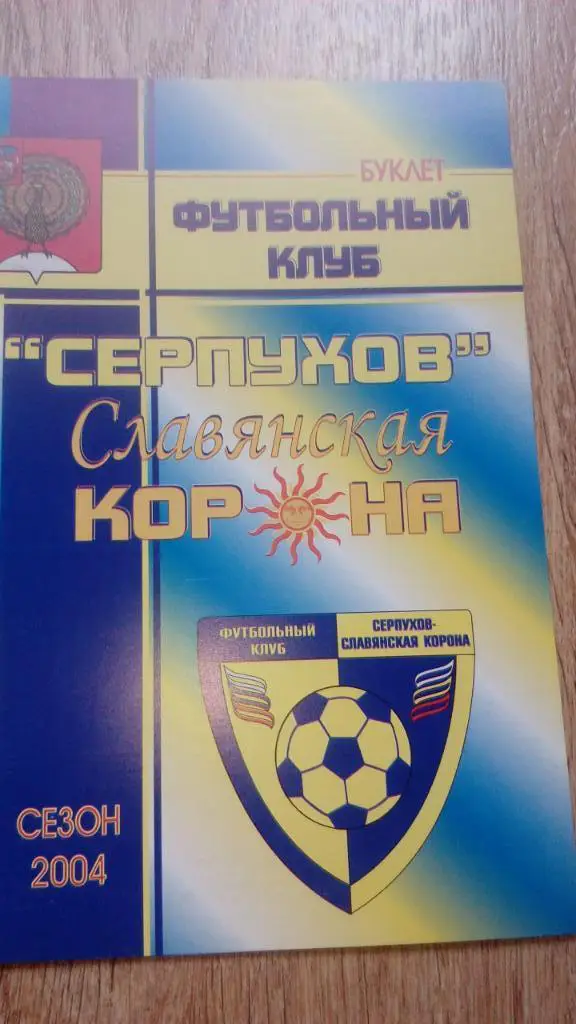 БУКЛЕТ
ФУТБОЛЬНЫЙ
КЛУБ
"СЕРПУХОВ"
Славянская
КОРОНА
ФУТБОЛЬНЫЙ
КЛУБ
СЕРПУХОВ-
СЛАВЯНСКАЯ КОРОНА
СЕЗОН
2004